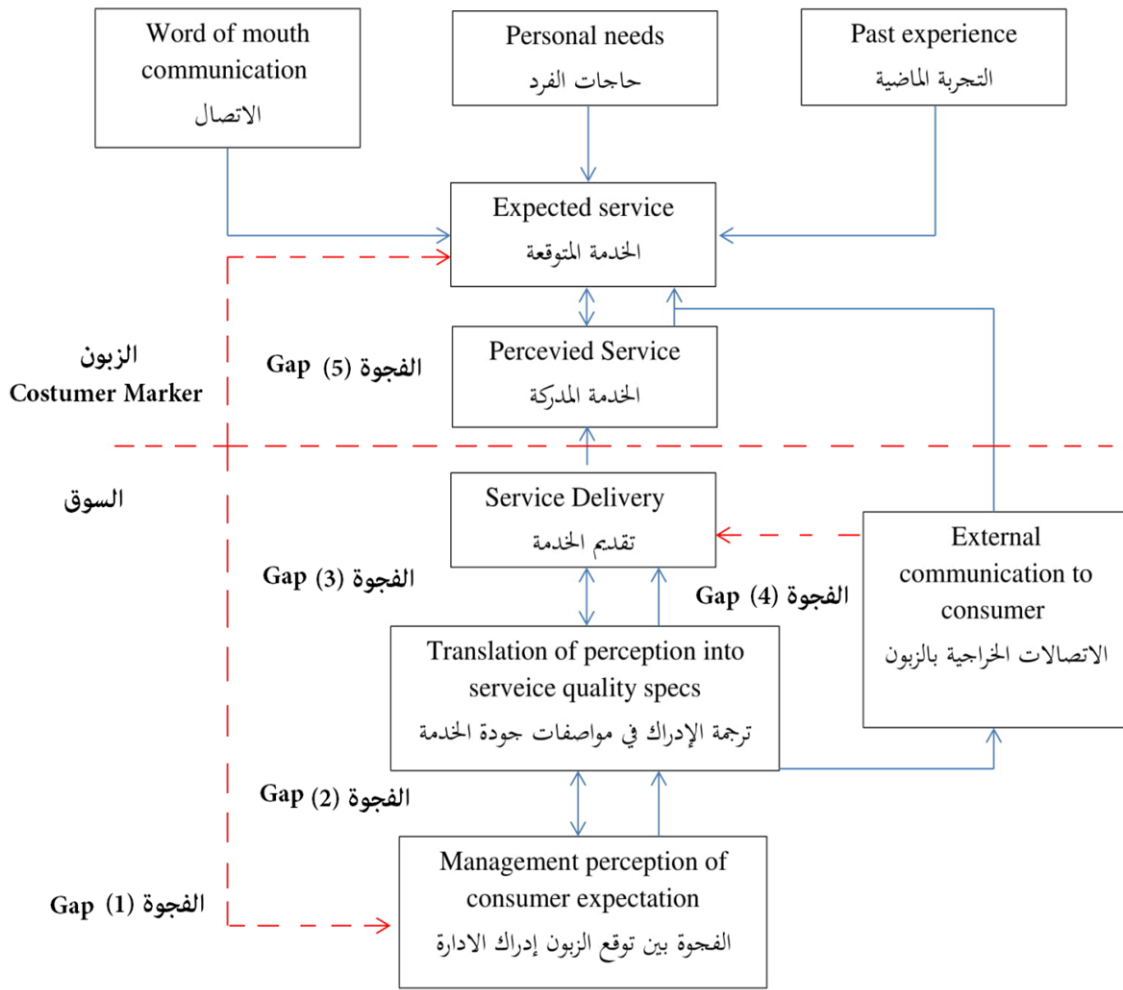 Word of mouth
communication
الاتصال
Personal needs
حاجات الفرد
Past experience
التجربة الماضية
Expected service
الخدمة المتوقعة
الزبون
Costumer Marker
Gap (5) الفجوة
Percevied Service
الخدمة المدركة
السوق
Service Delivery
تقديم الخدمة
Gap (3) الفجوة
Gap (4) الفجوة
External
communication to
consumer
الاتصالات الخراجية بالزبون
Translation of perception into
serveice quality specs
ترجمة الإدراك في مواصفات جودة الخدمة
Gap (2) الفجوة
Management perception of
consumer expectation
الفجوة بين توقع الزبون إدراك الادارة
Gap (1) الفجوة